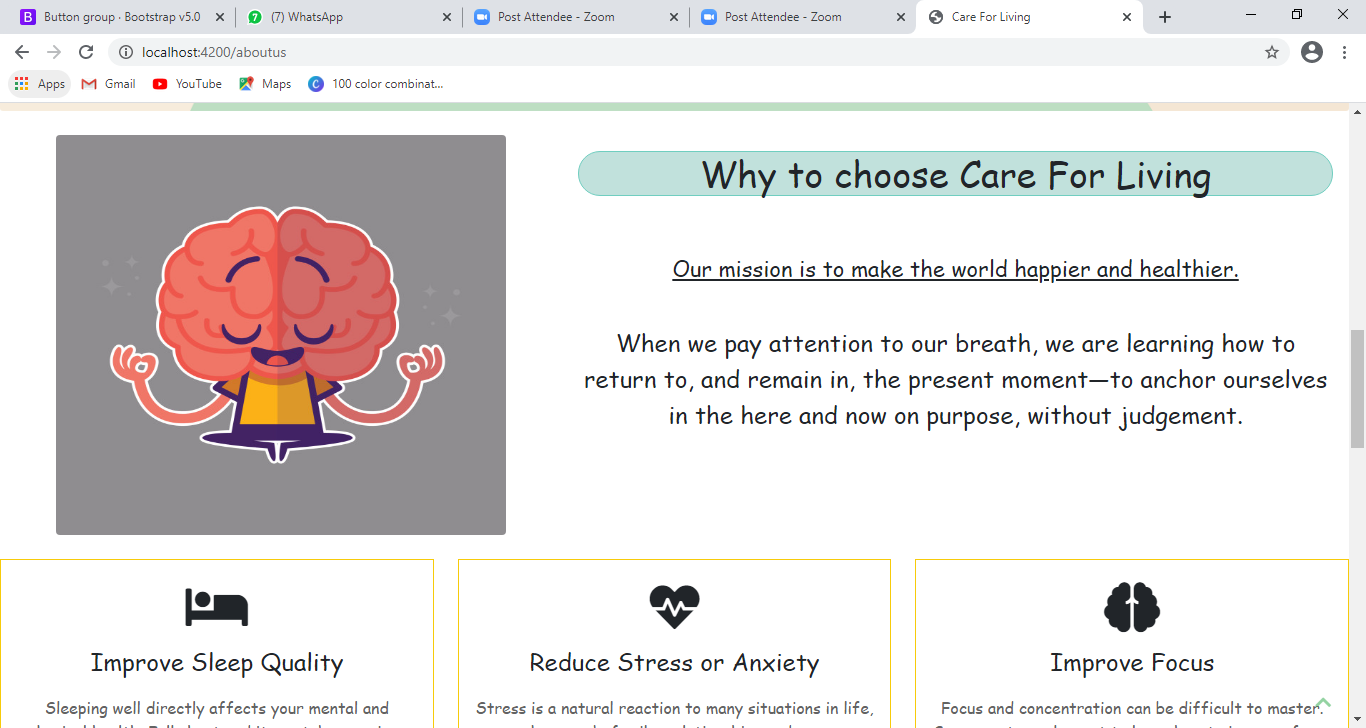 Button group · Bootstrap v5.0
(7) WhatsApp
Post Attendee - Zoom
Post Attendee - Zoom
Care For Living
localhost:4200/aboutus
Apps
Gmail
YouTube
Maps
100 color combinat...
Why to choose Care For Living
Our mission is to make the world happier and healthier.
When we pay attention to our breath, we are learning how to
return to, and remain in, the present moment—to anchor ourselves
in the here and now on purpose, without judgement.
Improve Sleep Quality
Reduce Stress or Anxiety
Improve Focus
Sleeping well directly affects your mental and
Stress is a natural reaction to many situations in life,
Focus and concentration can be difficult to master.